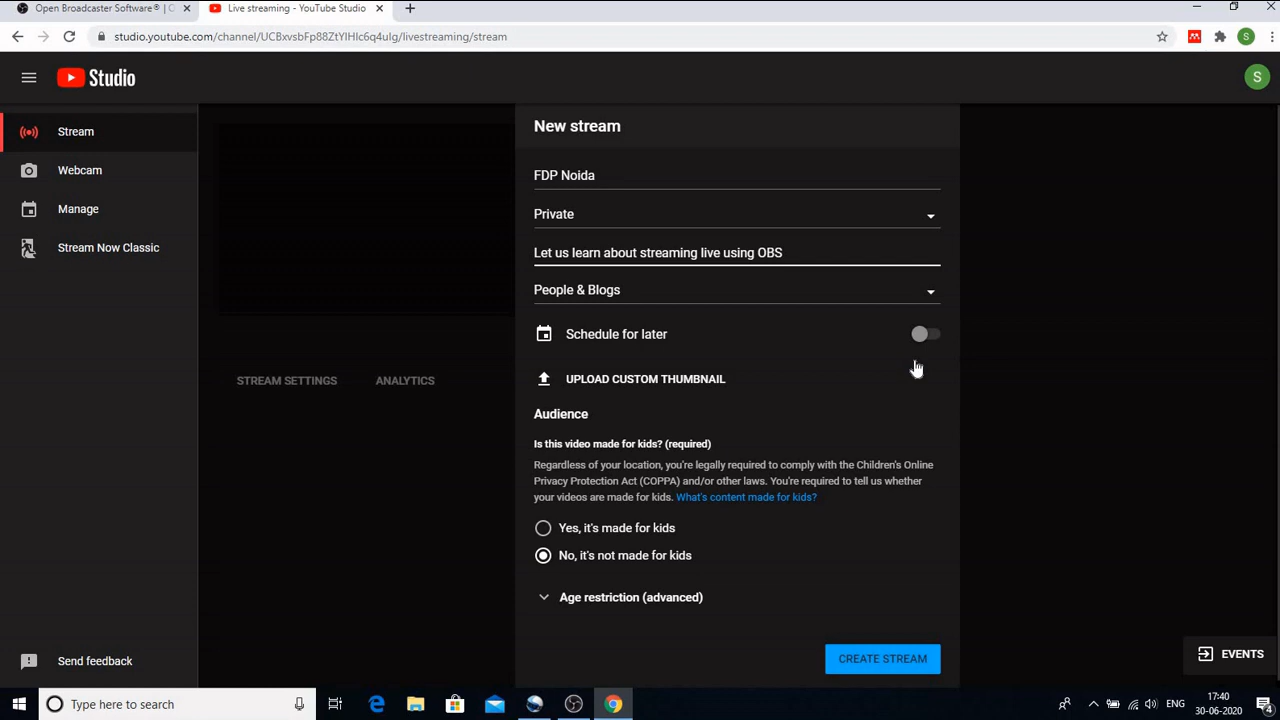 Open Broadcaster Software® | O
Live streaming - YouTube Studio
studio.youtube.com/channel/UCBxvsbFp88ZtYlHlc6q4ulg/livestreaming/stream
S
Studio
S
Stream
Webcam
Manage
Stream Now Classic
Send feedback
STREAM SETTINGS
ANALYTICS
New stream
FDP Noida
Private
Let us learn about streaming live using OBS
People & Blogs
Schedule for later
UPLOAD CUSTOM THUMBNAIL
Audience
Is this video made for kids? (required)
Regardless of your location, you're legally required to comply with the Children's Online
Privacy Protection Act (COPPA) and/or other laws. You're required to tell us whether
your videos are made for kids. What's content made for kids?
Yes, it's made for kids
No, it's not made for kids
Age restriction (advanced)
CREATE STREAM
EVENTS
Type here to search
ENG
17:40
30-06-2020
4